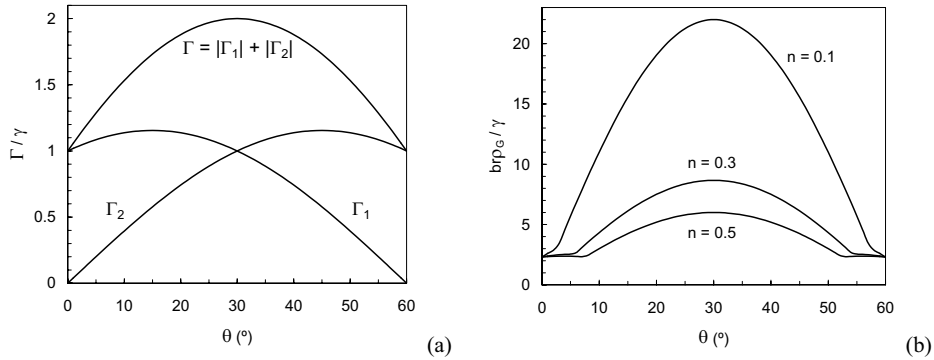 2
1.5
1
0.5
0
Γ / γ
Γ = |Γ1| + |Γ2|
Γ2
Γ1
0 10 20 30 40 50 60
θ (º)
(a)
20
15
10
5
0
brρG / γ
n = 0.1
n = 0.3
n = 0.5
0 10 20 30 40 50 60
θ (º)
(b)